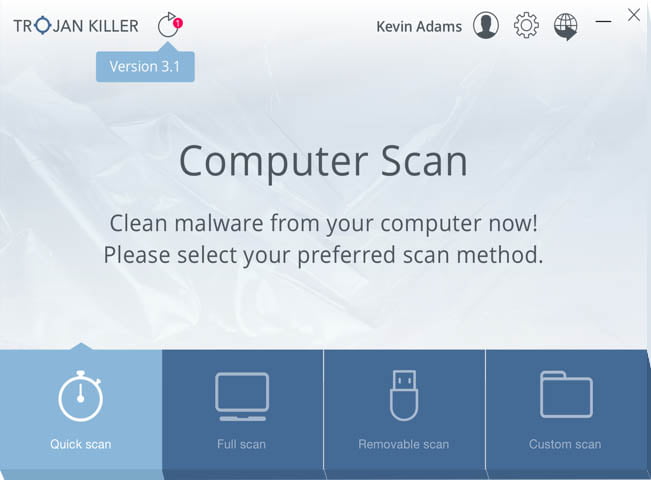 TROJAN KILLER
1
Kevin Adams
Version 3.1
Computer Scan
Clean malware from your computer now!
Please select your preferred scan method.
Quick scan
Full scan
Removable scan
Custom scan